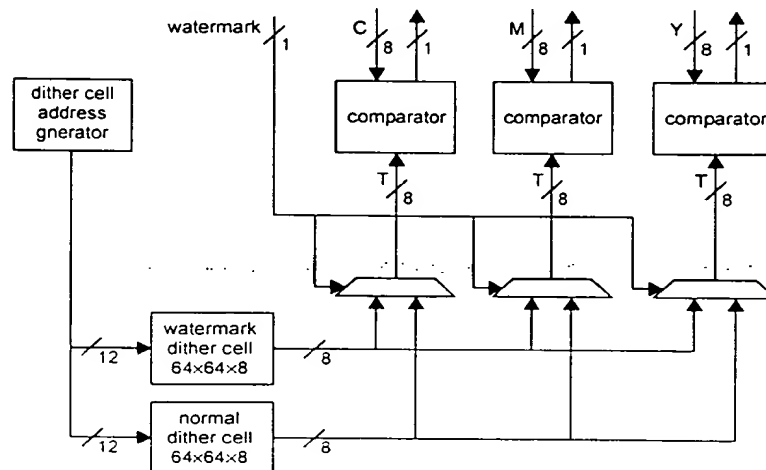 watermark 1 C 8 1 M 8 1 Y 8 1
dither cell
address
gnerator
comparator comparator comparator
T 8 T 8 T 8
12 watermark
dither cell
64×64×8
8
12 normal
dither cell
64×64×8
8